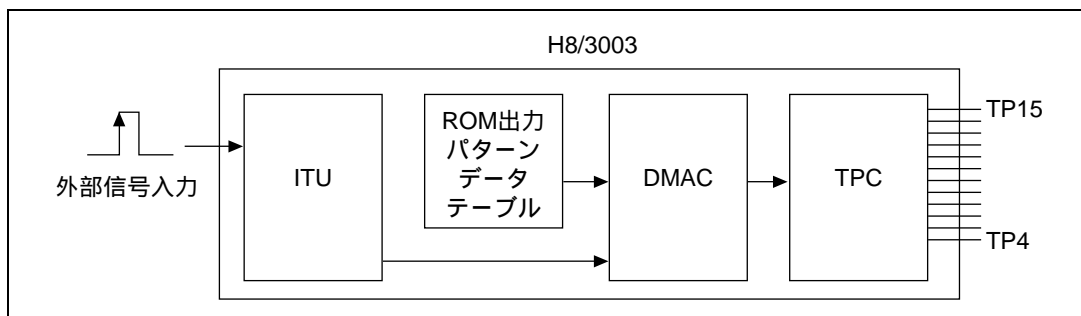 H8/3003
外部信号入力
ITU
ROM出力
パターン
データ
テーブル
DMAC
TPC
TP15
TP4